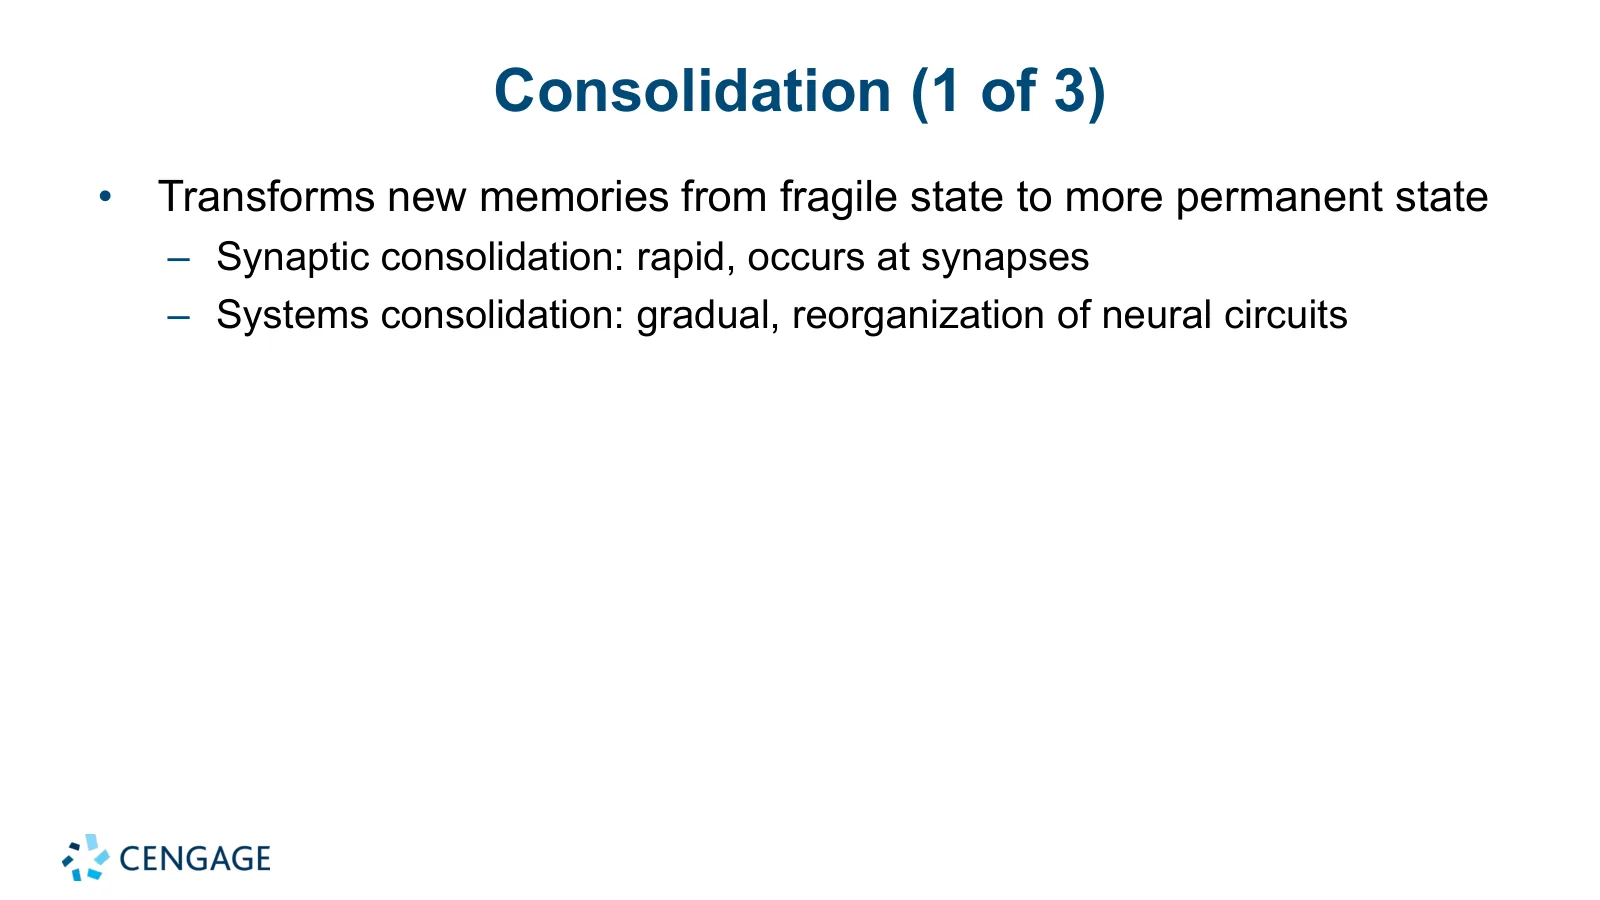 Consolidation (1 of 3)
• Transforms new memories from fragile state to more permanent state
– Synaptic consolidation: rapid, occurs at synapses
– Systems consolidation: gradual, reorganization of neural circuits
CENGAGE